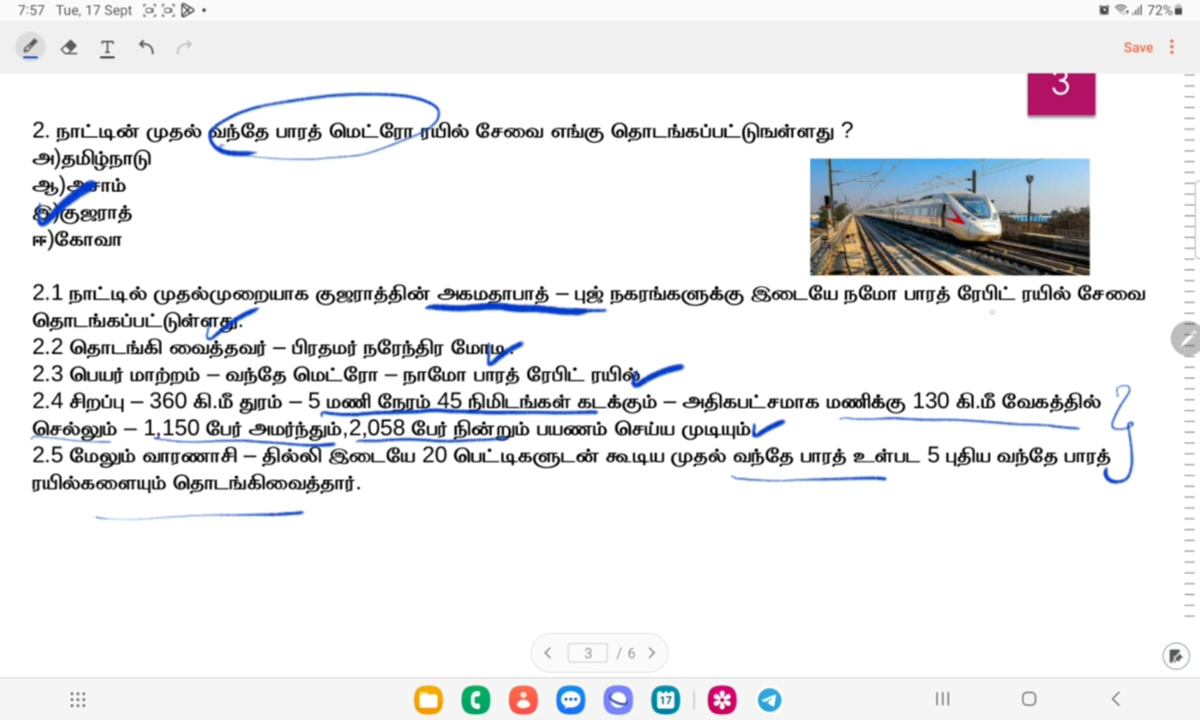 7:57 Tue, 17 Sept
72%
T
Save
3
2. நாட்டின் முதல் வந்தே பாரத் மெட்ரோ ரயில் சேவை எங்கு தொடங்கப்பட்டுஙள்ளது ?
அ)தமிழ்நாடு
ஆ)அசாம்
இ)குஜராத்
ஈ)கோவா
2.1 நாட்டில் முதல்முறையாக குஜராத்தின் அகமதாபாத் – புஜ் நகரங்களுக்கு இடையே நமோ பாரத் ரேபிட் ரயில் சேவை
தொடங்கப்பட்டுள்ளது.
2.2 தொடங்கி வைத்தவர் – பிரதமர் நரேந்திர மோடி.
2.3 பெயர் மாற்றம் – வந்தே மெட்ரோ – நாமோ பாரத் ரேபிட் ரயில்
2.4 சிறப்பு – 360 கி.மீ துரம் – 5 மணி நேரம் 45 நிமிடங்கள் கடக்கும் – அதிகபட்சமாக மணிக்கு 130 கி.மீ வேகத்தில்
செல்லும் – 1,150 பேர் அமர்ந்தும்,2,058 பேர் நின்றும் பயணம் செய்ய முடியும்
2.5 மேலும் வாரணாசி – தில்லி இடையே 20 பெட்டிகளுடன் கூடிய முதல் வந்தே பாரத் உள்பட 5 புதிய வந்தே பாரத்
ரயில்களையும் தொடங்கிவைத்தார்.
3 / 6
17